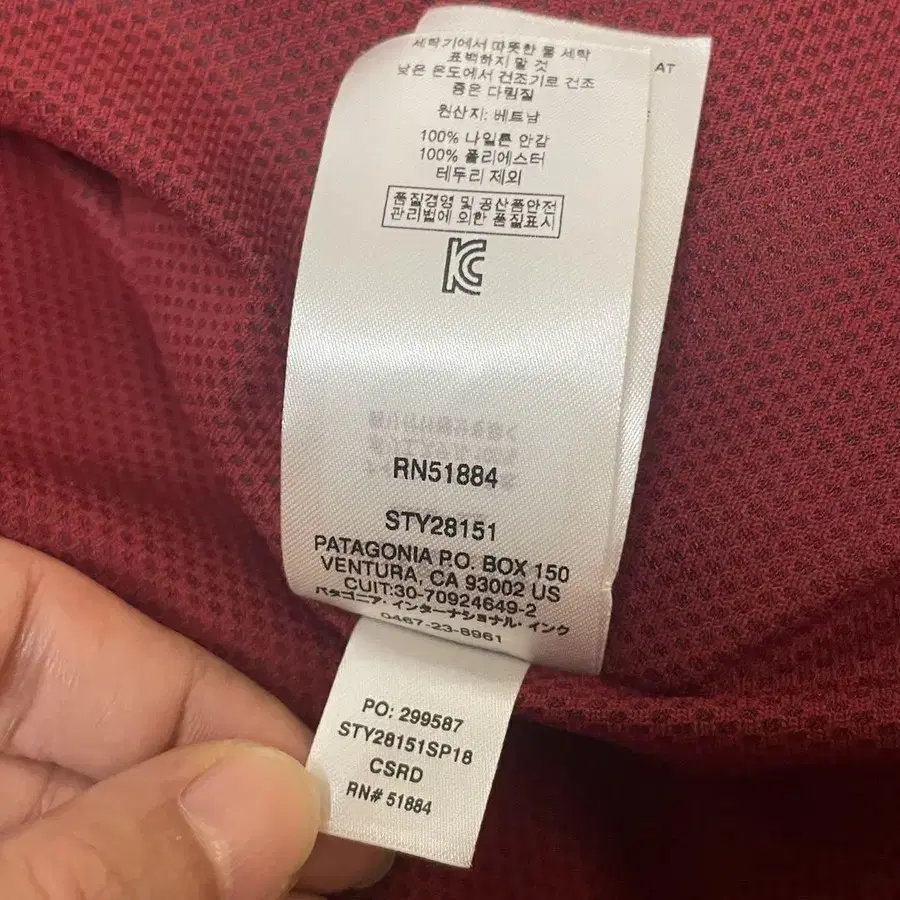 세탁기에서 따뜻한 물 세탁
표백하지 말 것
낮은 온도에서 건조기로 건조
중온 다림질
원산지: 베트남
100% 나일론 안감
100% 폴리에스터
테두리 제외
품질경영 및 공산품안전
관리법에 의한 품질표시
KC
AT
RN51884
STY28151
PATAGONIA P.O. BOX 150
VENTURA, CA 93002 US
CUIT:30-70924649-2
パタゴニア・インターナショナル・インク
0467-23-8961
PO: 299587
STY28151SP18
CSRD
RN# 51884